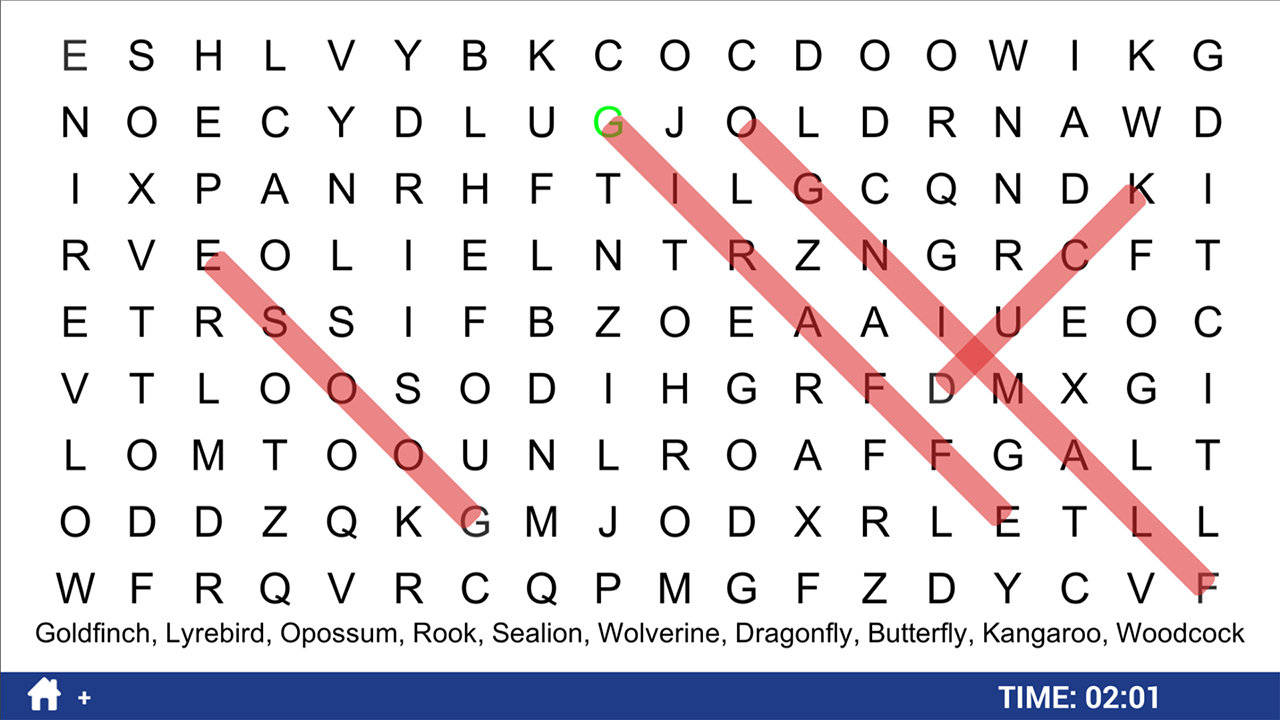 E S H L V Y B K C O C D O O W I K G
N O E C Y D L U G J O L D R N A W D
I X P A N R H F T I L G C Q N D K I
R V E O L I E L N T R Z N G R C F T
E T R S S I F B Z O E A A I U E O C
V T L O O S O D I H G R F D M X G I
L O M T O O U N L R O A F F G A L T
O D D Z Q K G M J O D X R L E T L L
W F R Q V R C Q P M G F Z D Y C V F
Goldfinch, Lyrebird, Opossum, Rook, Sealion, Wolverine, Dragonfly, Butterfly, Kangaroo, Woodcock
+ TIME: 02:01